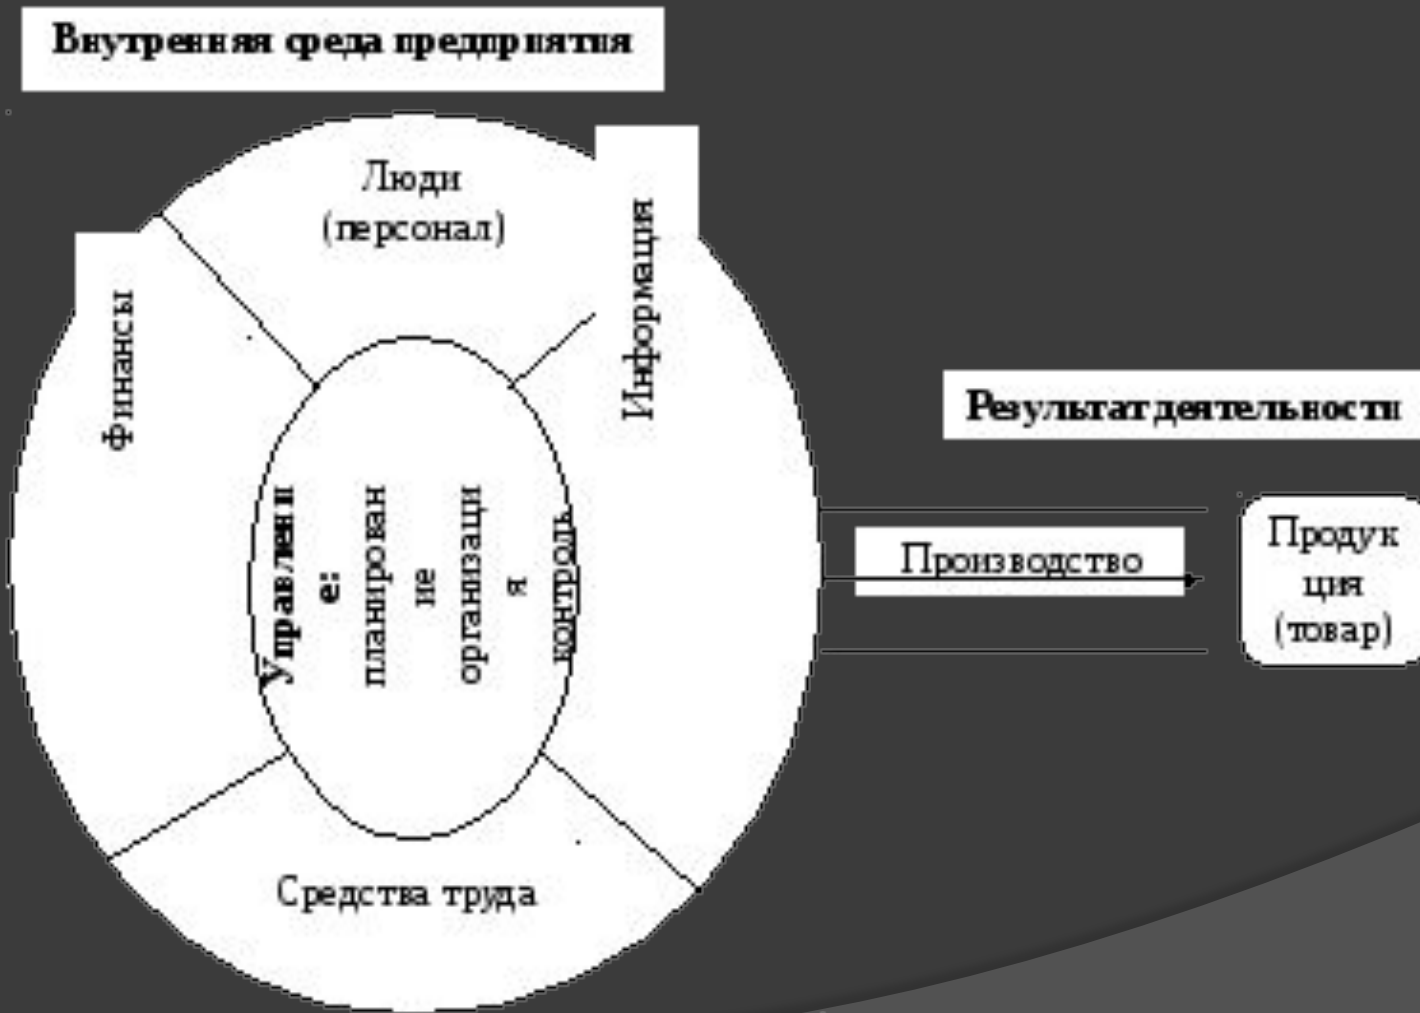 Внутренняя среда предприятия
Люди
(персонал)
Финансы
Информация
Управлени
е:
планирован
ие
организаци
я
контроль
Средства труда
Результат деятельности
Производство
Продук
ция
(товар)